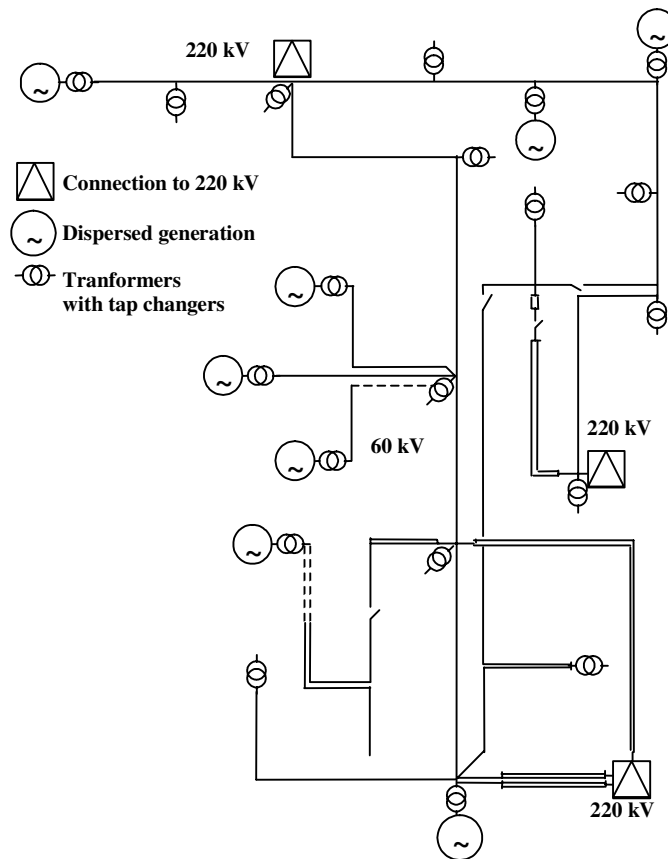 220 kV
~
~
~
Connection to 220 kV
~
Dispersed generation
Tranformers
with tap changers
~
~
60 kV
220 kV
~
~
220 kV
~